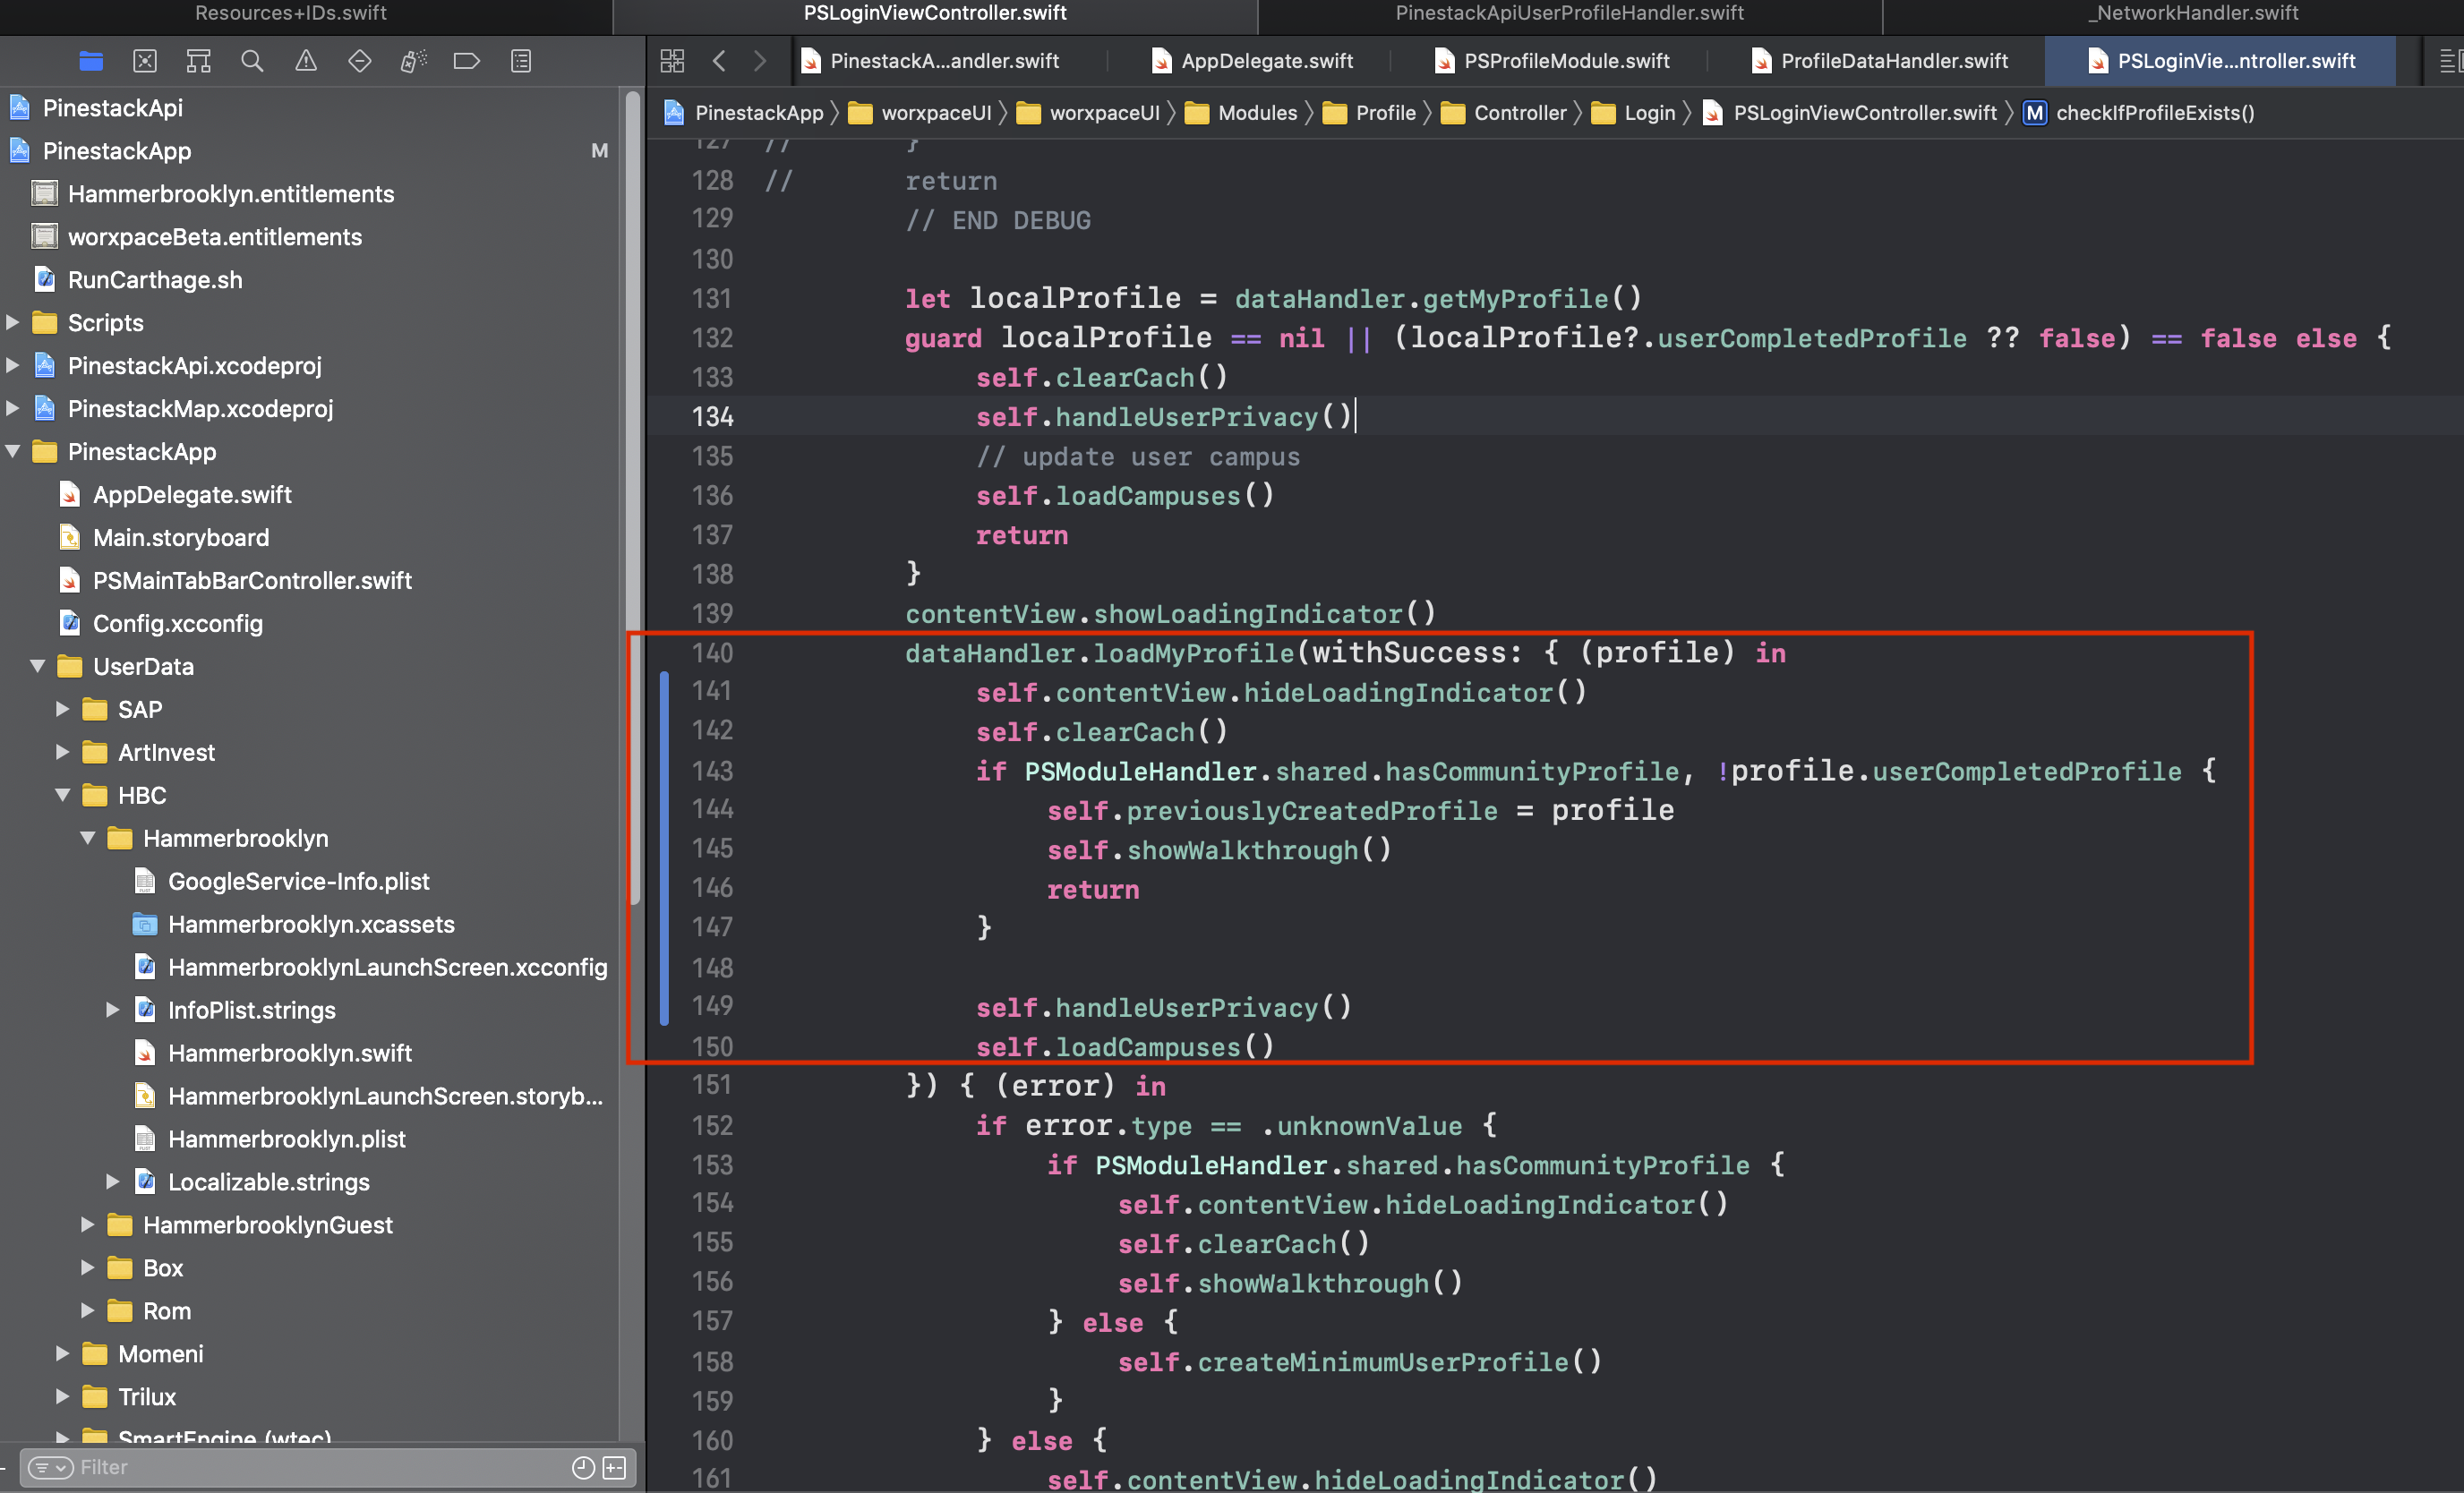 Resources+IDs.swift
PSLoginViewController.swift
PinestackApiUserProfileHandler.swift
_NetworkHandler.swift
PinestackA...andler.swift
AppDelegate.swift
PSProfileModule.swift
ProfileDataHandler.swift
PSLoginVie...ntroller.swift
PinestackApp
worxpaceUI
worxpaceUI
Modules
Profile
Controller
Login
PSLoginViewController.swift
M checkIfProfileExists()
PinestackApi
PinestackApp M
Hammerbrooklyn.entitlements
worxpaceBeta.entitlements
RunCarthage.sh
Scripts
PinestackApi.xcodeproj
PinestackMap.xcodeproj
PinestackApp
AppDelegate.swift
Main.storyboard
PSMainTabBarController.swift
Config.xcconfig
UserData
SAP
ArtInvest
HBC
Hammerbrooklyn
GoogleService-Info.plist
Hammerbrooklyn.xcassets
HammerbrooklynLaunchScreen.xcconfig
InfoPlist.strings
Hammerbrooklyn.swift
HammerbrooklynLaunchScreen.storyb...
Hammerbrooklyn.plist
Localizable.strings
HammerbrooklynGuest
Box
Rom
Momeni
Trilux
SmartEngine (wtec)
Filter
127 // }
128 // return
129 // END DEBUG
130
131 let localProfile = dataHandler.getMyProfile()
132 guard localProfile == nil || (localProfile?.userCompletedProfile ?? false) == false else {
133 self.clearCach()
134 self.handleUserPrivacy()
135 // update user campus
136 self.loadCampuses()
137 return
138 }
139 contentView.showLoadingIndicator()
140 dataHandler.loadMyProfile(withSuccess: { (profile) in
141 self.contentView.hideLoadingIndicator()
142 self.clearCach()
143 if PSModuleHandler.shared.hasCommunityProfile, !profile.userCompletedProfile {
144 self.previouslyCreatedProfile = profile
145 self.showWalkthrough()
146 return
147 }
148
149 self.handleUserPrivacy()
150 self.loadCampuses()
151 }) { (error) in
152 if error.type == .unknownValue {
153 if PSModuleHandler.shared.hasCommunityProfile {
154 self.contentView.hideLoadingIndicator()
155 self.clearCach()
156 self.showWalkthrough()
157 } else {
158 self.createMinimumUserProfile()
159 }
160 } else {
161 self.contentView.hideLoadingIndicator()